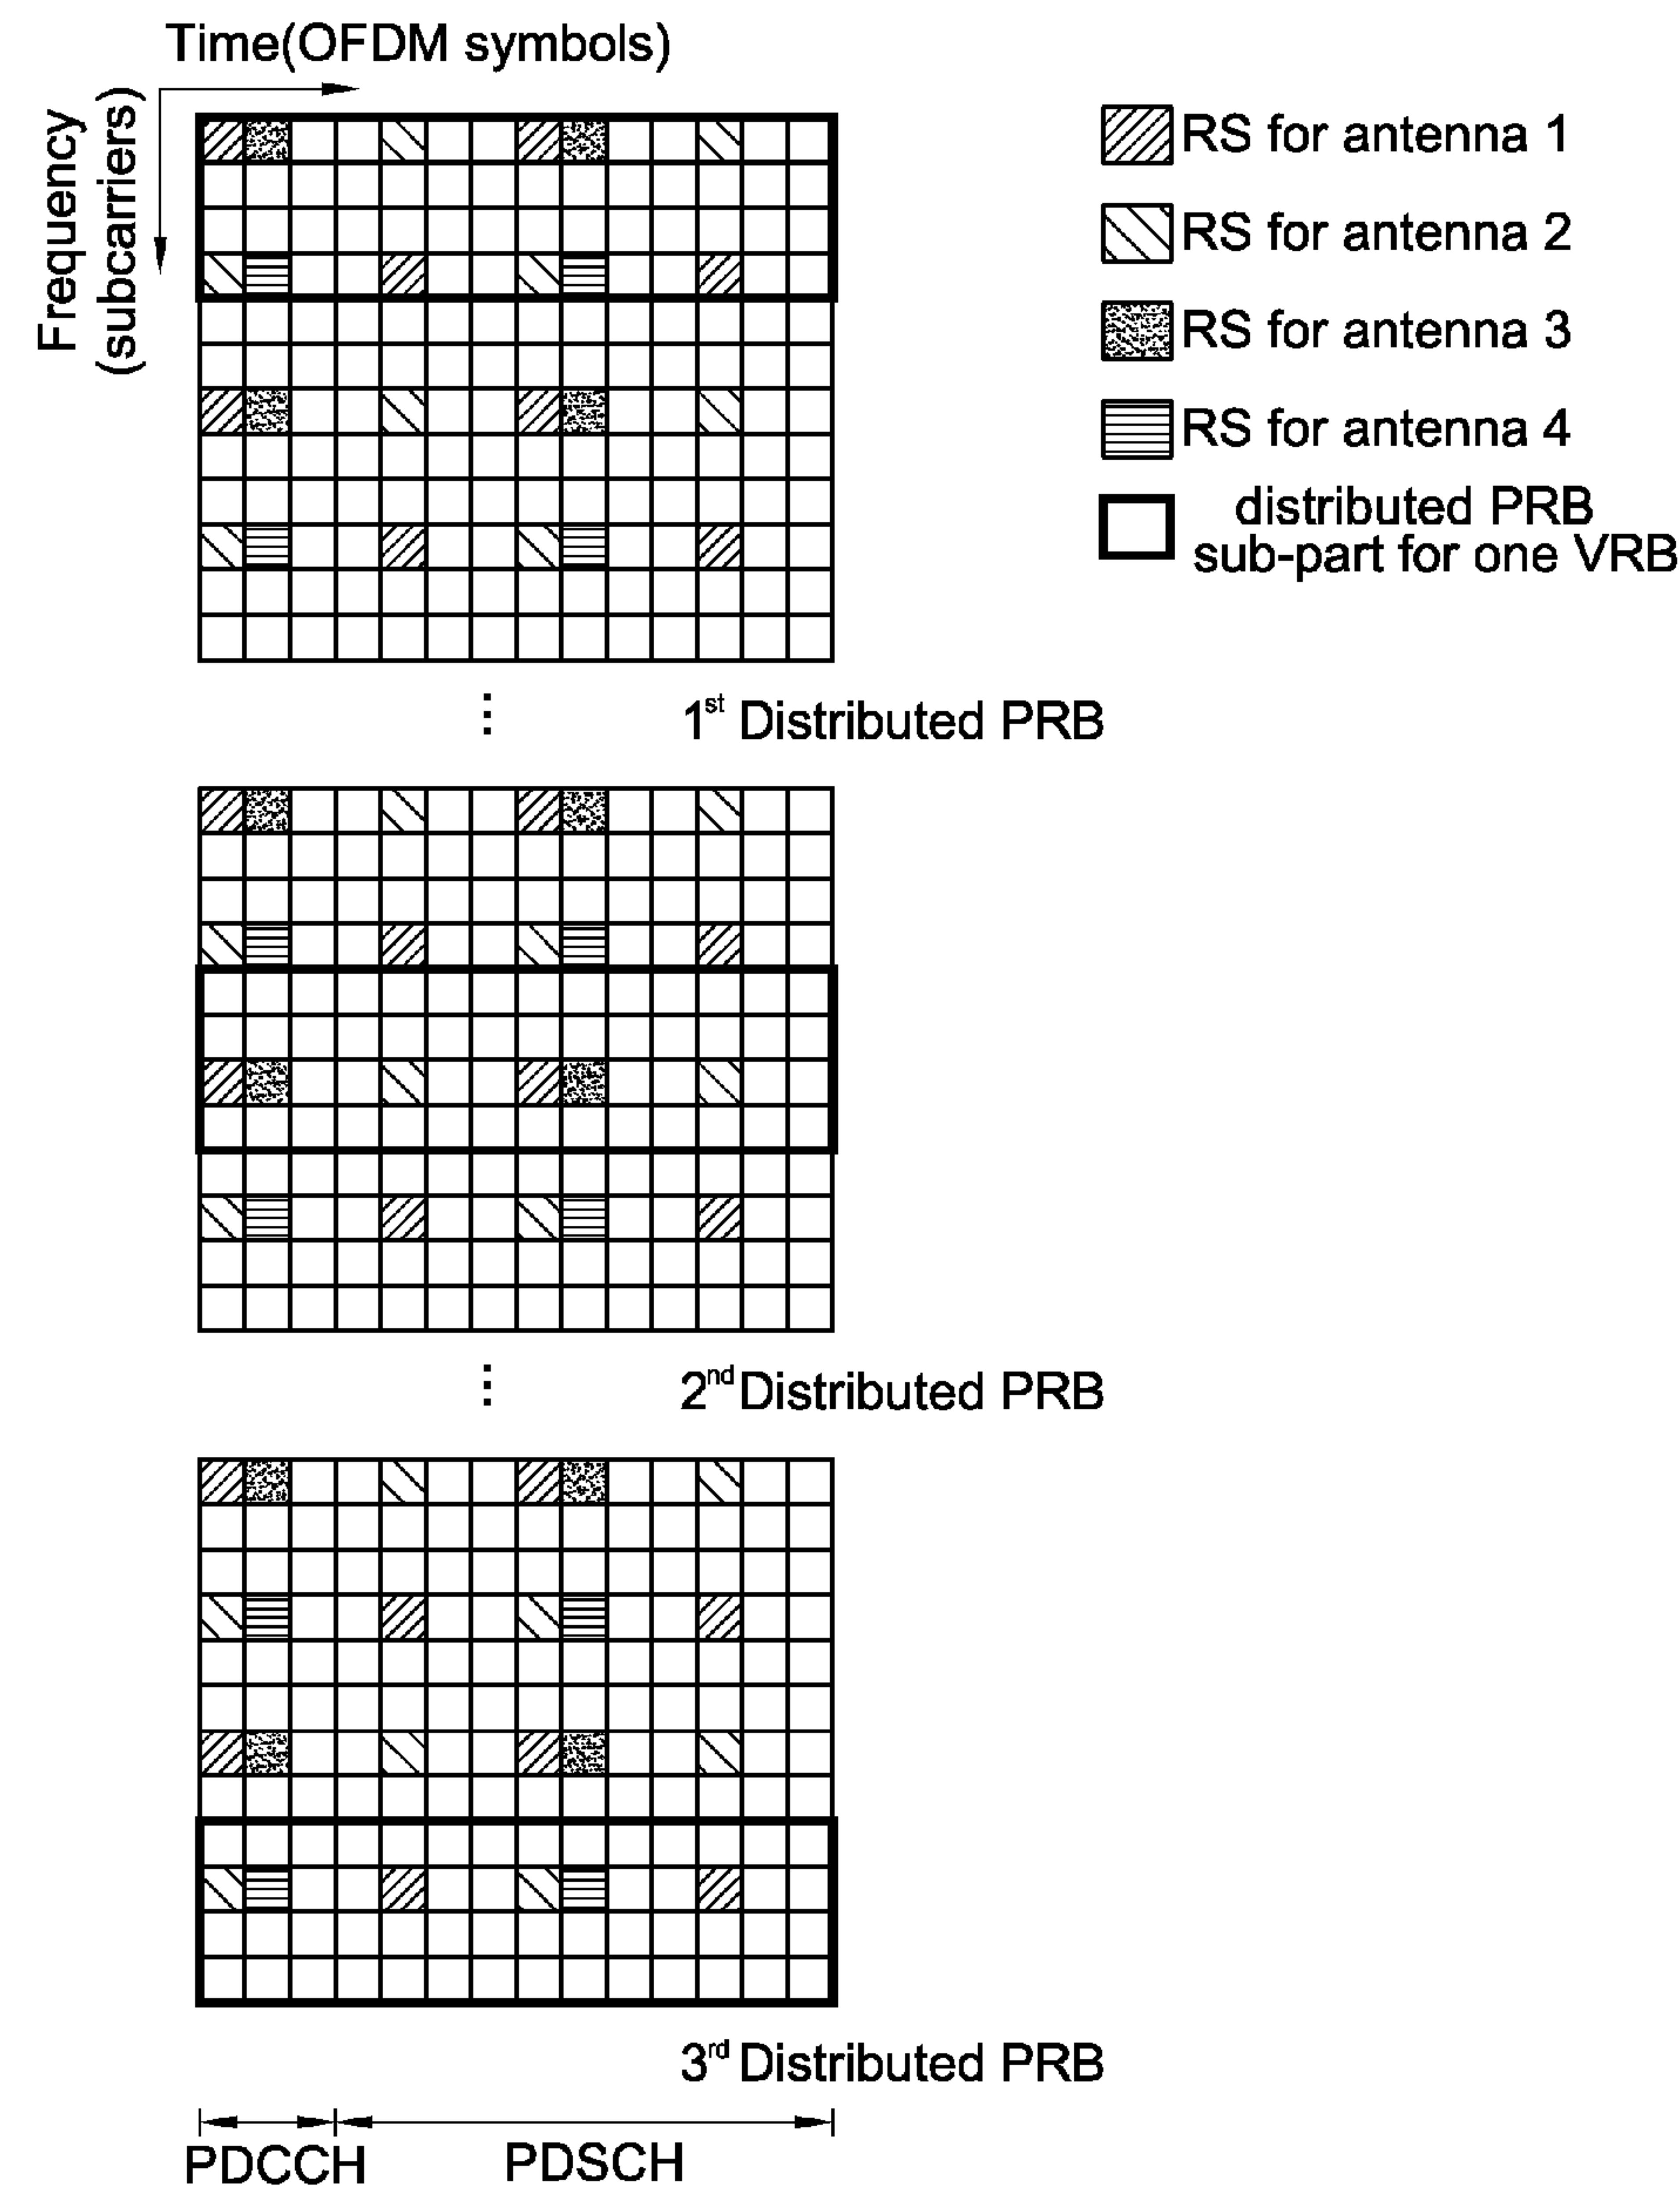 Time(OFDM symbols)
Frequency
(subcarriers)
RS for antenna 1
RS for antenna 2
RS for antenna 3
RS for antenna 4
distributed PRB
sub-part for one VRB
1st Distributed PRB
2nd Distributed PRB
3rd Distributed PRB
PDCCH
PDSCH